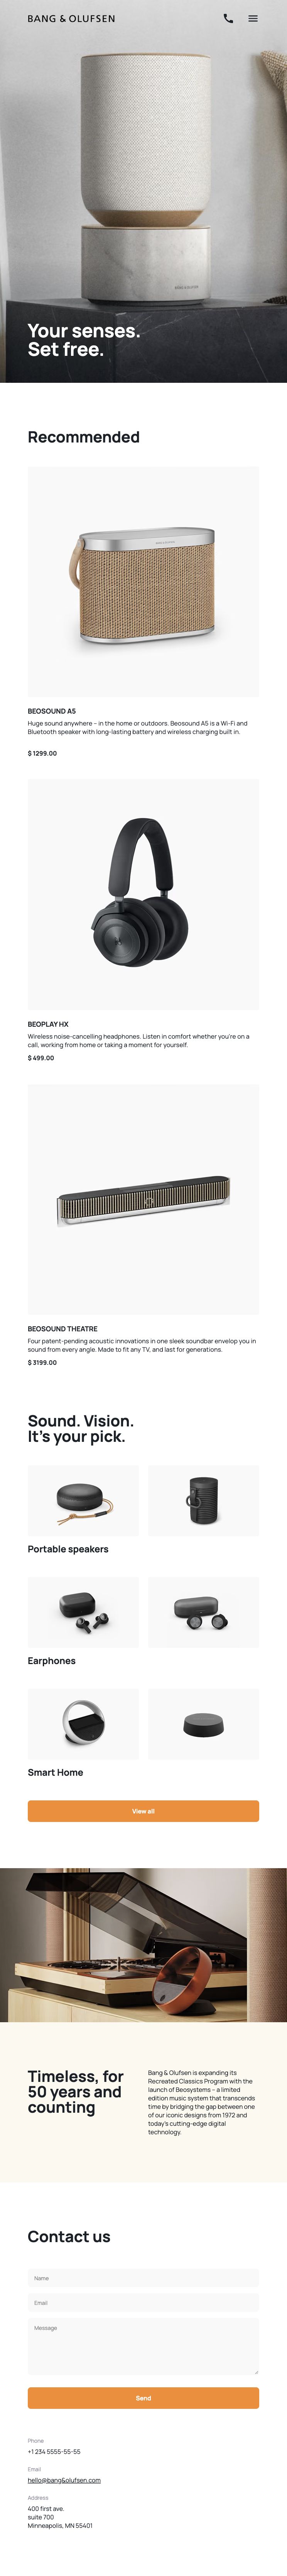 BANG & OLUFSEN
Your senses.
Set free.
Recommended
BEOSOUND A5
Huge sound anywhere – in the home or outdoors. Beosound A5 is a Wi-Fi and
Bluetooth speaker with long-lasting battery and wireless charging built in.
$ 1299.00
BEOPLAY HX
Wireless noise-cancelling headphones. Listen in comfort whether you're on a
call, working from home or taking a moment for yourself.
$ 499.00
BEOSOUND THEATRE
Four patent-pending acoustic innovations in one sleek soundbar envelop you in
sound from every angle. Made to fit any TV, and last for generations.
$ 3199.00
Sound. Vision.
It's your pick.
Portable speakers
Earphones
Smart Home
View all
Timeless, for
50 years and
counting
Bang & Olufsen is expanding its
Recreated Classics Program with the
launch of Beosystems – a limited
edition music system that transcends
time by bridging the gap between one
of our iconic designs from 1972 and
today's cutting-edge digital
technology.
Contact us
Name
Email
Message
Send
Phone
+1 234 5555-55-55
Email
hello@bang&olufsen.com
Address
400 first ave.
suite 700
Minneapolis, MN 55401